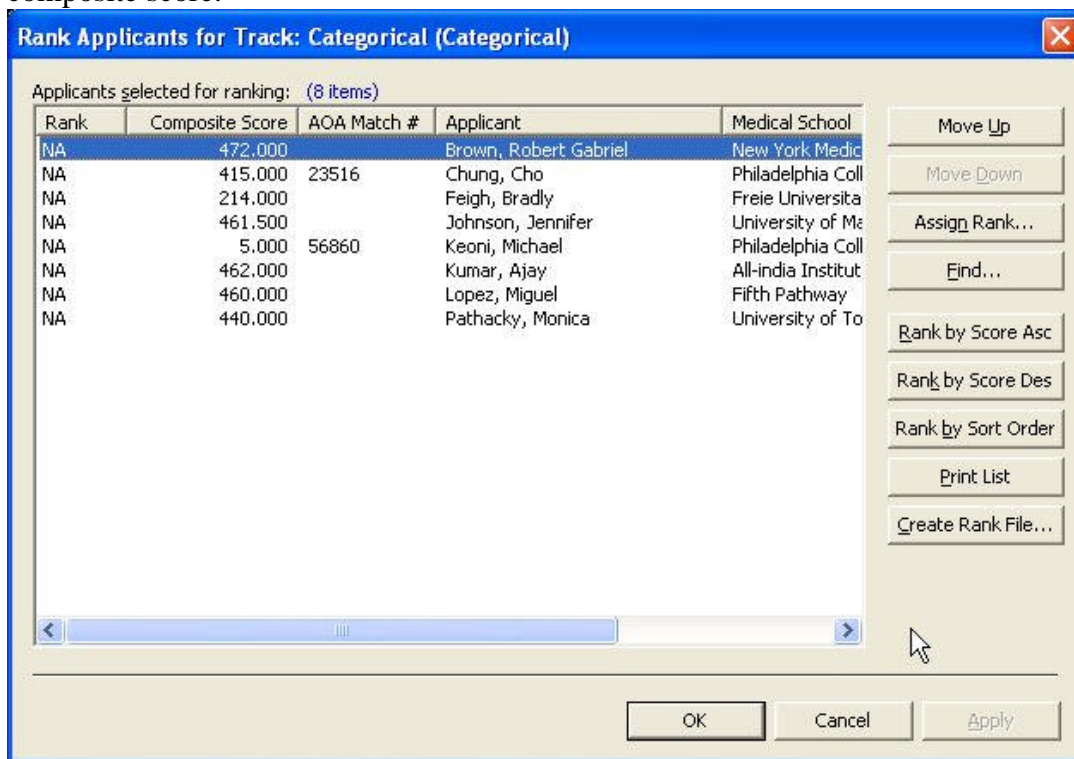 composite score.
Rank Applicants for Track: Categorical (Categorical)
Applicants selected for ranking: (8 items)
Rank Composite Score AOA Match # Applicant Medical School
NA 472.000 Brown, Robert Gabriel New York Medic
NA 415.000 23516 Chung, Cho Philadelphia Coll
NA 214.000 Feigh, Bradly Freie Universita
NA 461.500 Johnson, Jennifer University of Ma
NA 5.000 56860 Keoni, Michael Philadelphia Coll
NA 462.000 Kumar, Ajay All-india Institut
NA 460.000 Lopez, Miguel Fifth Pathway
NA 440.000 Pathacky, Monica University of To
Move Up
Move Down
Assign Rank...
Find...
Rank by Score Asc
Rank by Score Des
Rank by Sort Order
Print List
Create Rank File...
OK Cancel Apply